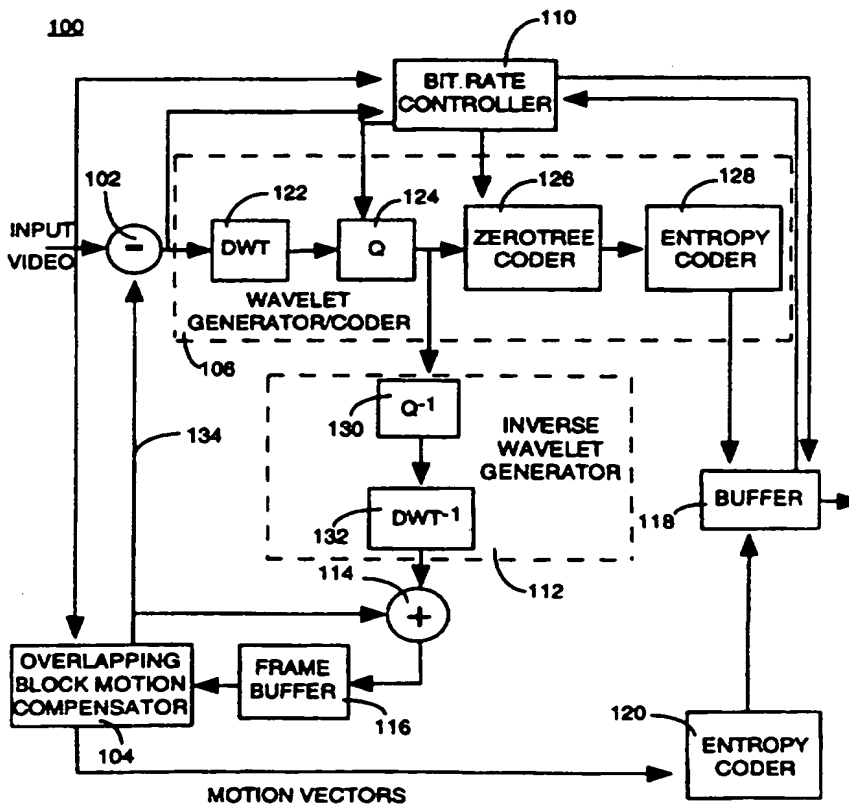 100
110
BIT. RATE
CONTROLLER
102
122
124
126
128
INPUT
VIDEO
-
DWT
Q
ZEROTREE
CODER
ENTROPY
CODER
WAVELET
GENERATOR/CODER
106
130
Q-1
INVERSE
WAVELET
GENERATOR
134
132
DWT-1
BUFFER
118
114
112
+
OVERLAPPING
BLOCK MOTION
COMPENSATOR
FRAME
BUFFER
116
104
120
ENTROPY
CODER
MOTION VECTORS